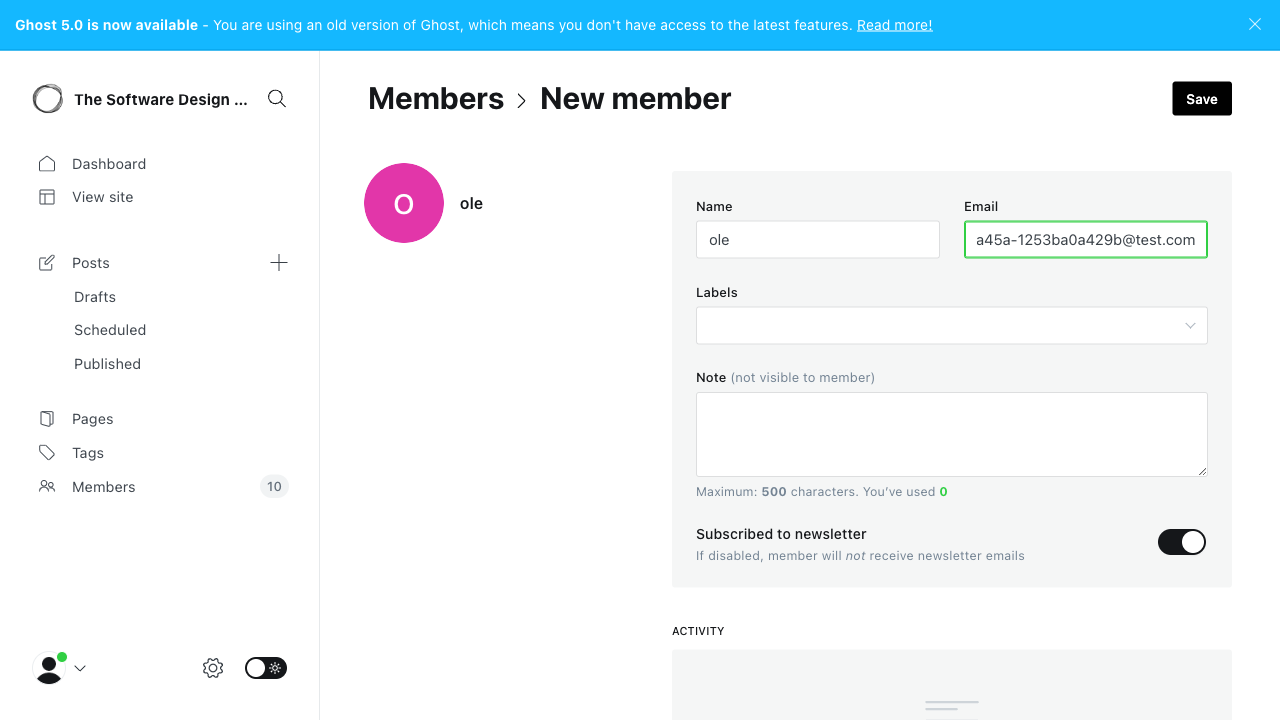 Ghost 5.0 is now available - You are using an old version of Ghost, which means you don't have access to the latest features. Read more!
The Software Design ...
Dashboard
View site
Posts
Drafts
Scheduled
Published
Pages
Tags
Members 10
Members > New member
Save
O
ole
Name
ole
Email
a45a-1253ba0a429b@test.com
Labels
Note (not visible to member)
Maximum: 500 characters. You've used 0
Subscribed to newsletter
If disabled, member will not receive newsletter emails
ACTIVITY